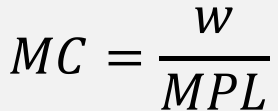 MC = w / MPL